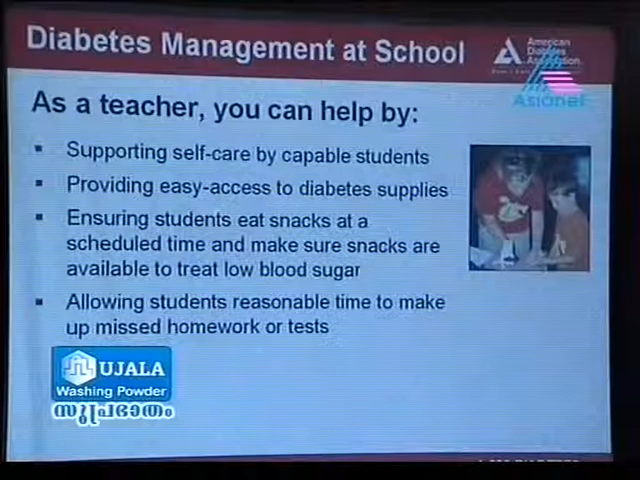 Diabetes Management at School
American
Diabetes
Association.
Asianet
As a teacher, you can help by:
Supporting self-care by capable students
Providing easy-access to diabetes supplies
Ensuring students eat snacks at a
scheduled time and make sure snacks are
available to treat low blood sugar
Allowing students reasonable time to make
up missed homework or tests
UJALA
Washing Powder
സുപ്രഭാതം